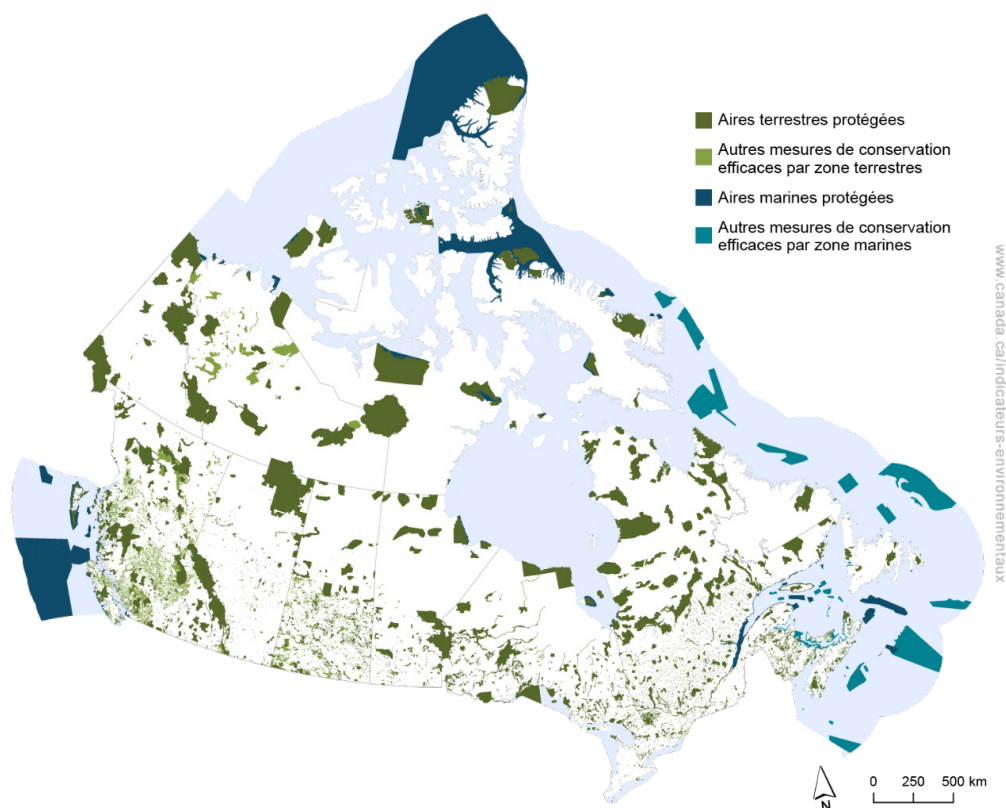 Aires terrestres protégées
Autres mesures de conservation
efficaces par zone terrestres
Aires marines protégées
Autres mesures de conservation
efficaces par zone marines
www.canada.ca/indicateurs-environnementaux
N
0 250 500 km